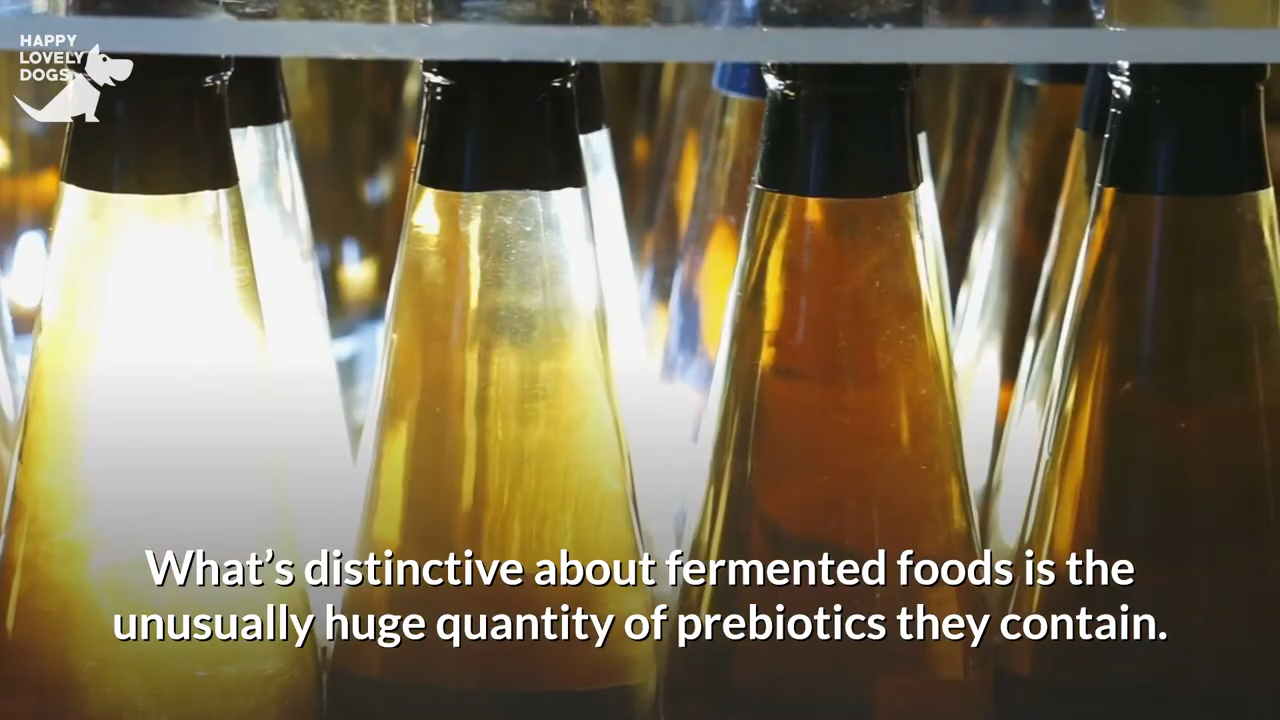 HAPPY
LOVELY
DOGS
What’s distinctive about fermented foods is the
unusually huge quantity of prebiotics they contain.